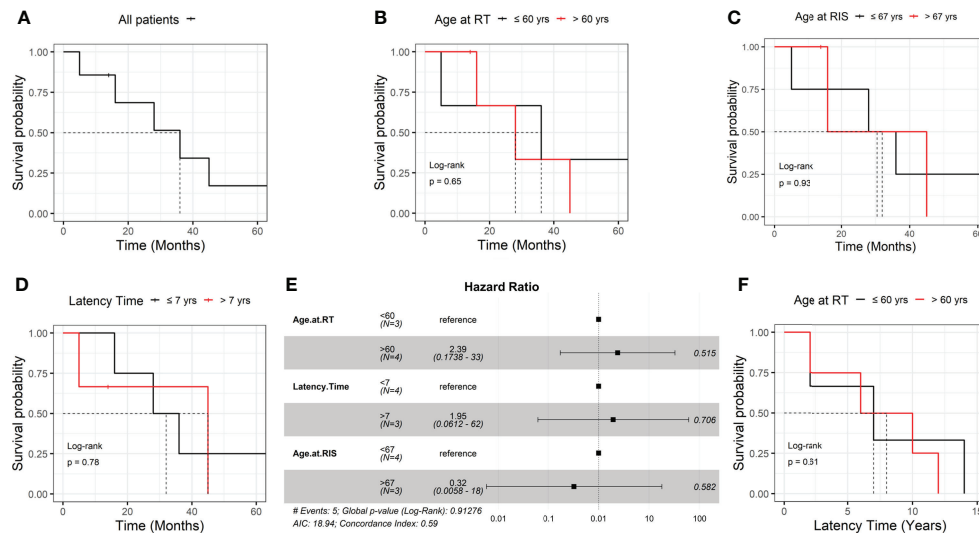 A
All patients
Survival probability
1.00
0.75
0.50
0.25
0.00
0 20 40 60
Time (Months)
B
Age at RT ≤ 60 yrs > 60 yrs
Survival probability
1.00
0.75
0.50
0.25
0.00
Log-rank
p = 0.65
0 20 40 60
Time (Months)
C
Age at RIS ≤ 67 yrs > 67 yrs
Survival probability
1.00
0.75
0.50
0.25
0.00
Log-rank
p = 0.93
0 20 40 60
Time (Months)
D
Latency Time ≤ 7 yrs > 7 yrs
Survival probability
1.00
0.75
0.50
0.25
0.00
Log-rank
p = 0.78
0 20 40 60
Time (Months)
E
Hazard Ratio
Age.at.RT <60 reference
(N=3)
>60 2.39 0.515
(N=4) (0.1738 - 33)
Latency.Time <7 reference
(N=4)
>7 1.95 0.706
(N=3) (0.0612 - 62)
Age.at.RIS <67 reference
(N=4)
>67 0.32 0.582
(N=3) (0.0058 - 18)
# Events: 5; Global p-value (Log-Rank): 0.91276
AIC: 18.94; Concordance Index: 0.59
0.01 0.1 0.01 10 100
F
Age at RT ≤ 60 yrs > 60 yrs
Survival probability
1.00
0.75
0.50
0.25
0.00
Log-rank
p = 0.81
0 5 10 15
Latency Time (Years)